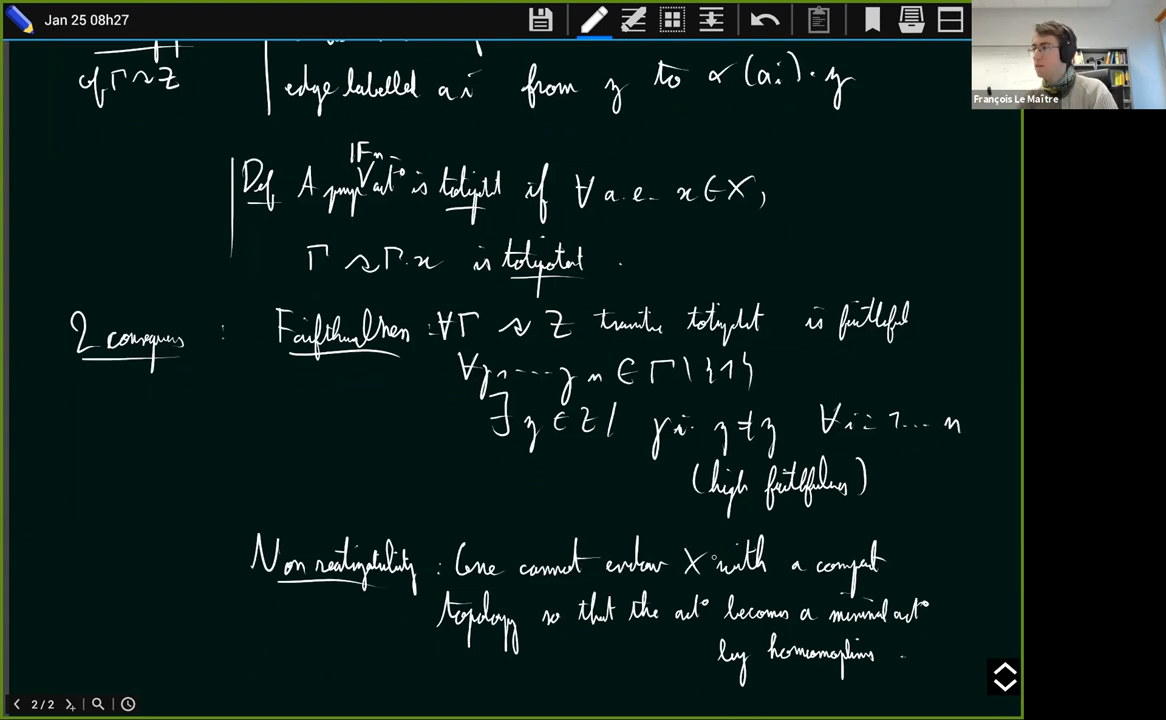 Jan 25 08h27
François Le Maître
of Γ ↷ Z
edge labelled a i from z to α(ai)·z
𝔽n
Def A pmp act° is totipt if ∀ a.e. x ∈ X,
Γ ↷ Γ·x is totipotent.
2 consequences : Faithfulness : ∀Γ ↷ Z transitive totipotent is faithful
∀γ1 ... γn ∈ Γ \ {1}
∃ z ∈ Z / γi· z ≠ z ∀ i = 1... n
(high faithfulness)
Non realizability : One cannot endow X with a compact
topology so that the act° becomes a minimal act°
by homeomorphisms.
2/2